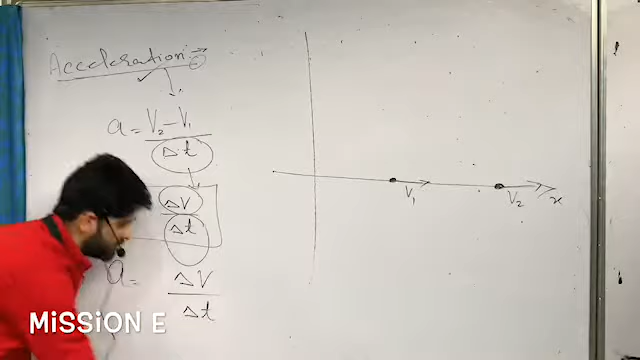 Acceleration →
a = V₂ - V₁
Δt
ΔV
Δt
a = ΔV
Δt
V₁
V₂
x
MiSSiON E